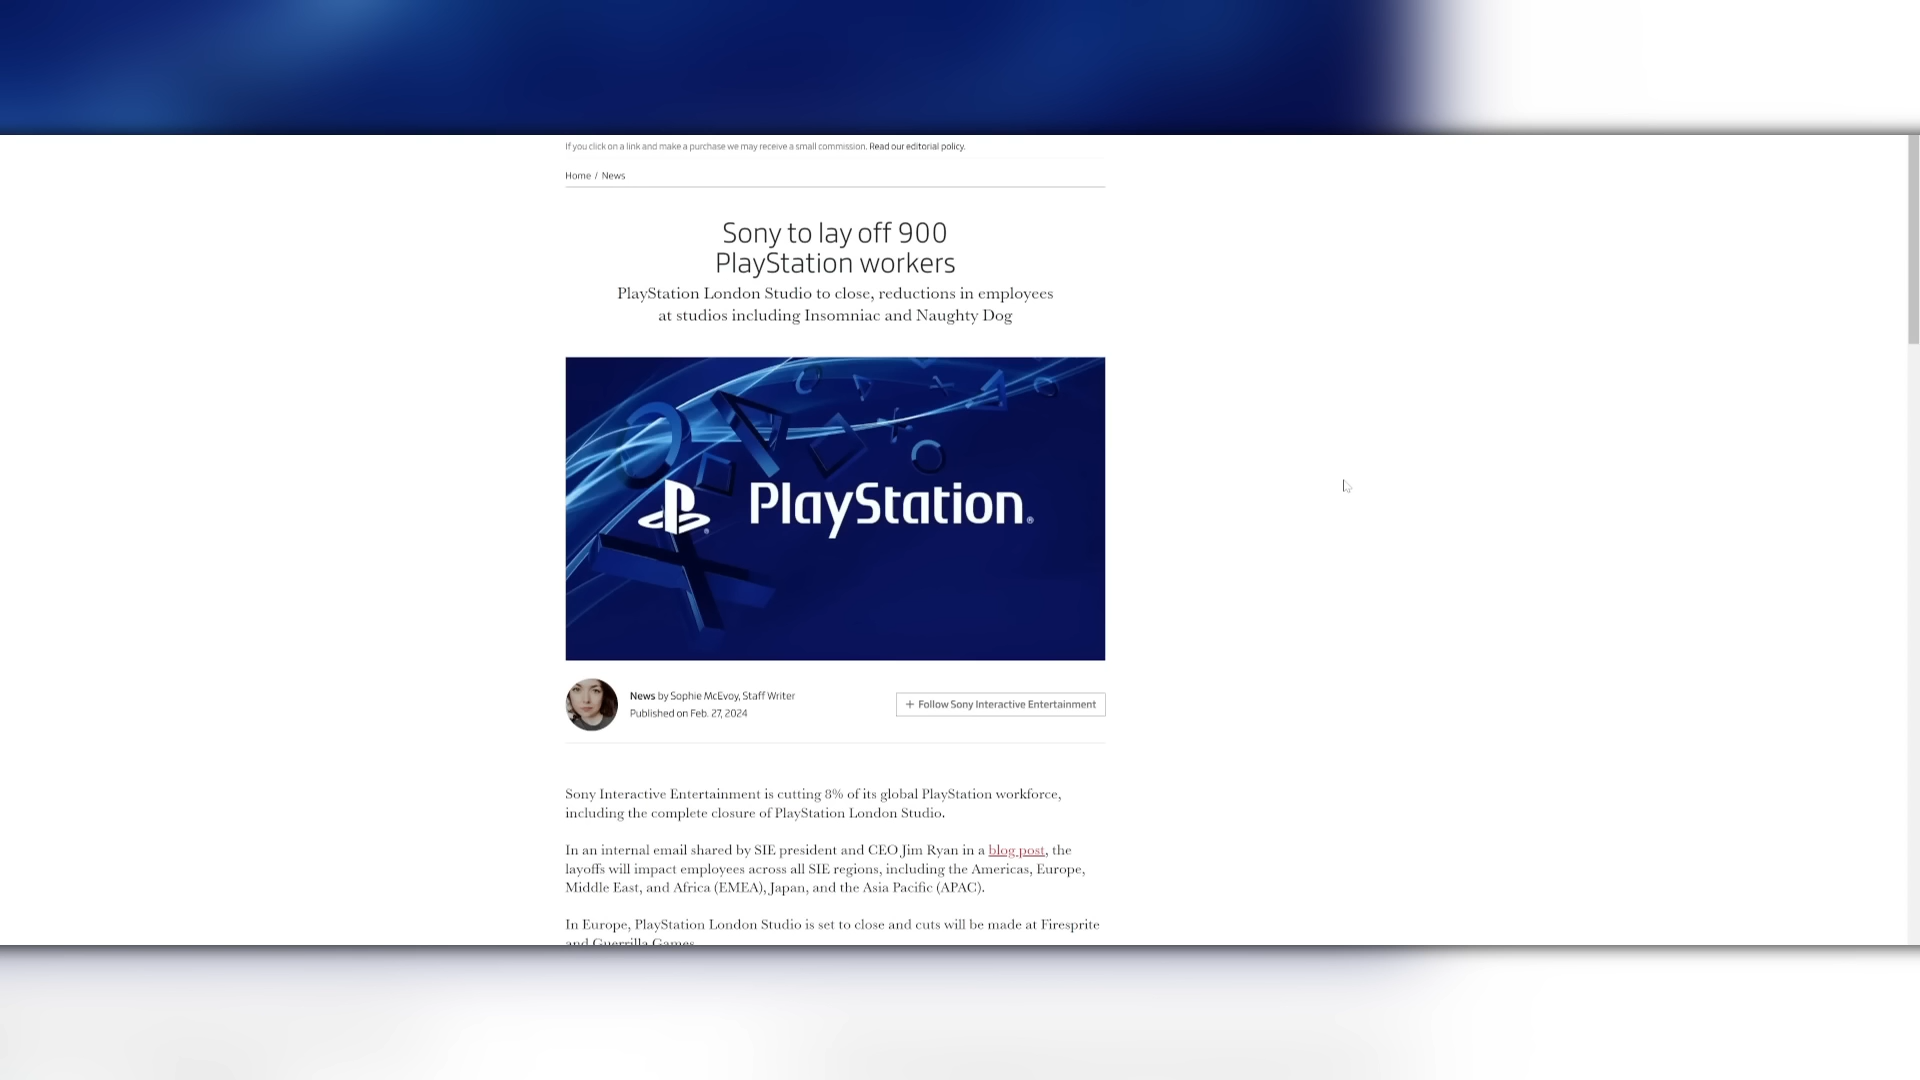 If you click on a link and make a purchase we may receive a small commission. Read our editorial policy.
Home / News
Sony to lay off 900
PlayStation workers
PlayStation London Studio to close, reductions in employees
at studios including Insomniac and Naughty Dog
PlayStation®
News by Sophie McEvoy, Staff Writer
Published on Feb. 27, 2024
+ Follow Sony Interactive Entertainment
Sony Interactive Entertainment is cutting 8% of its global PlayStation workforce,
including the complete closure of PlayStation London Studio.
In an internal email shared by SIE president and CEO Jim Ryan in a blog post, the
layoffs will impact employees across all SIE regions, including the Americas, Europe,
Middle East, and Africa (EMEA), Japan, and the Asia Pacific (APAC).
In Europe, PlayStation London Studio is set to close and cuts will be made at Firesprite
and Guerrilla Games.